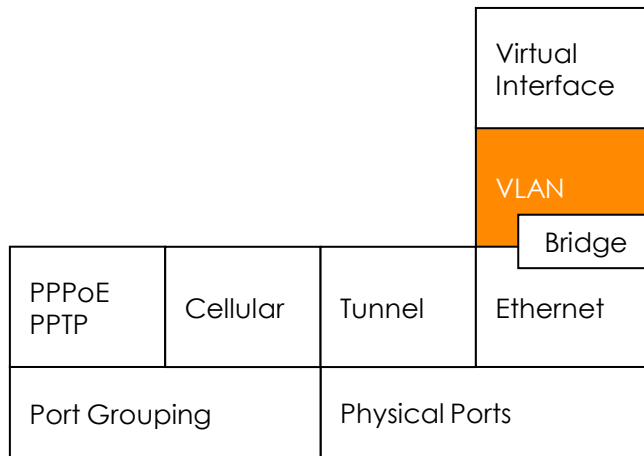 Virtual
Interface
VLAN
Bridge
PPPoE
PPTP
Cellular
Tunnel
Ethernet
Port Grouping
Physical Ports